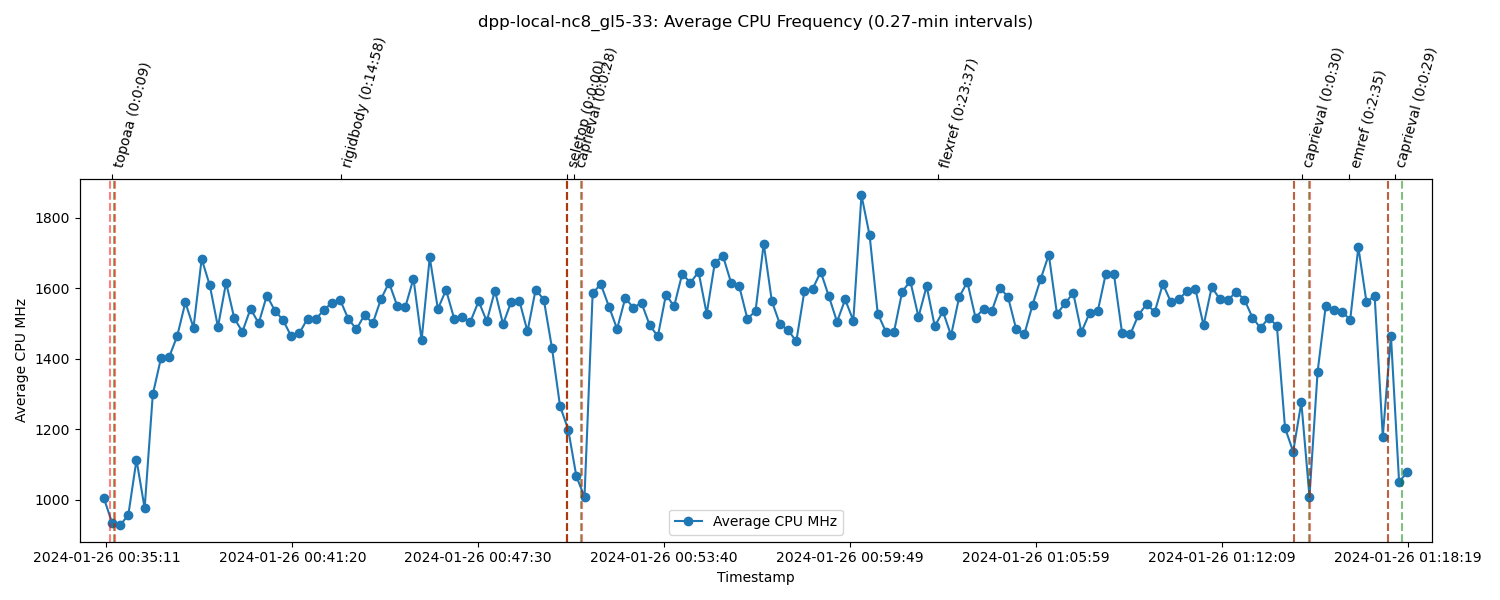 dpp-local-nc8_gl5-33: Average CPU Frequency (0.27-min intervals)
topoaa (0:0:09)
rigidbody (0:14:58)
seletop (0:0:00)
caprieval (0:0:28)
flexref (0:23:37)
caprieval (0:0:30)
emref (0:2:35)
caprieval (0:0:29)
Average CPU MHz
1800
1600
1400
1200
1000
Average CPU MHz
2024-01-26 00:35:11
2024-01-26 00:41:20
2024-01-26 00:47:30
2024-01-26 00:53:40
2024-01-26 00:59:49
2024-01-26 01:05:59
2024-01-26 01:12:09
2024-01-26 01:18:19
Timestamp